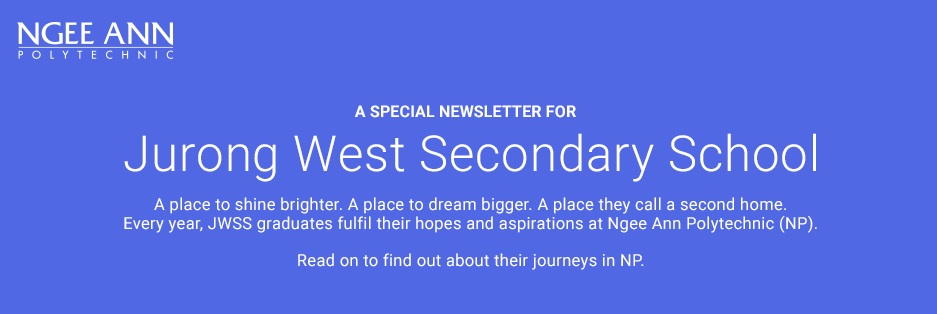 NGEE ANN
POLYTECHNIC
A SPECIAL NEWSLETTER FOR
Jurong West Secondary School
A place to shine brighter. A place to dream bigger. A place they call a second home.
Every year, JWSS graduates fulfil their hopes and aspirations at Ngee Ann Polytechnic (NP).
Read on to find out about their journeys in NP.